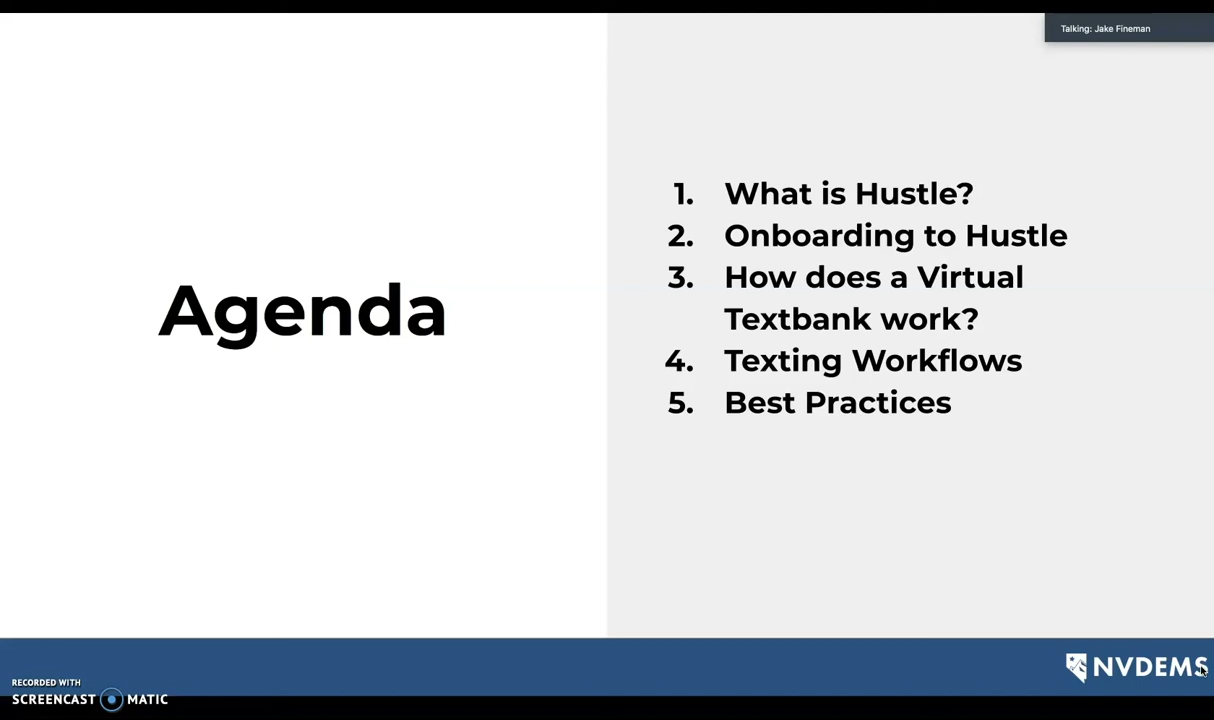 Talking: Jake Fineman
Agenda
1. What is Hustle?
2. Onboarding to Hustle
3. How does a Virtual
Textbank work?
4. Texting Workflows
5. Best Practices
NVDEMS
RECORDED WITH
SCREENCAST MATIC